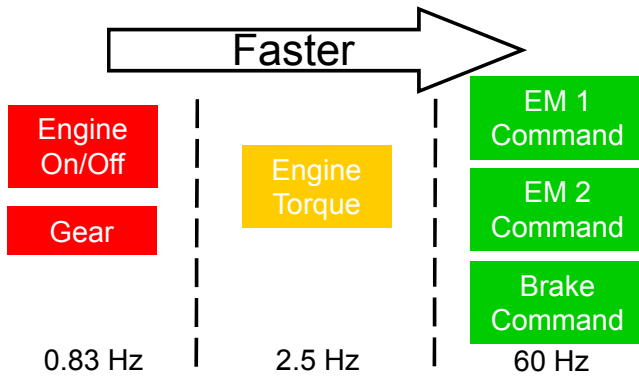 Faster
Engine
On/Off
Gear
0.83 Hz
Engine
Torque
2.5 Hz
EM 1
Command
EM 2
Command
Brake
Command
60 Hz